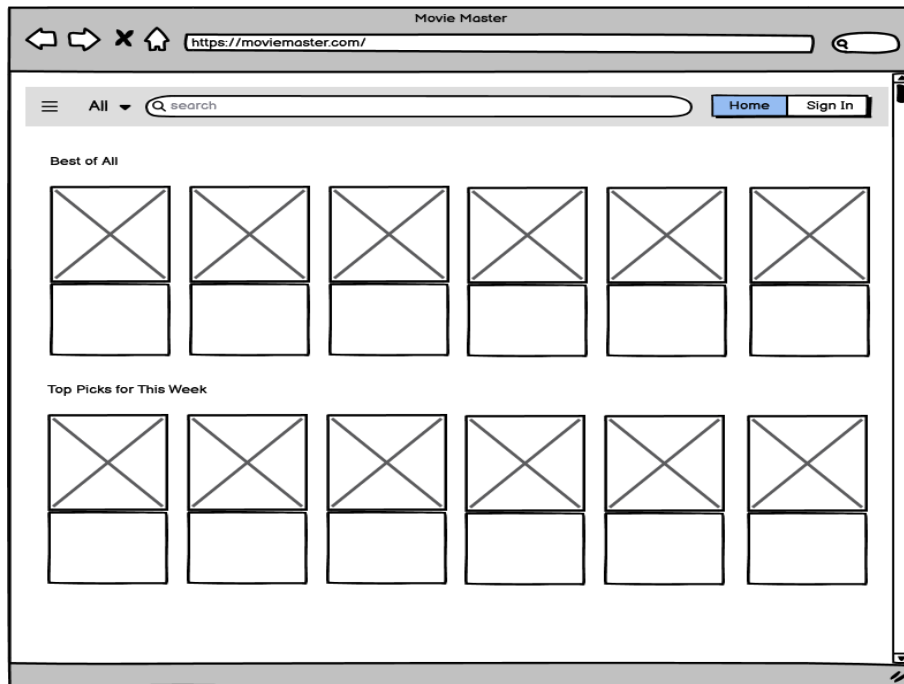 Movie Master
https://moviemaster.com/
All search Home Sign In
Best of All
Top Picks for This Week